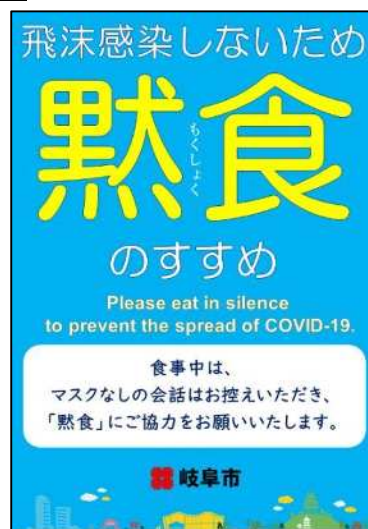 飛沫感染しないため
黙食
もくしょく
のすすめ
Please eat in silence
to prevent the spread of COVID-19.
食事中は、
マスクなしの会話はお控えいただき、
「黙食」にご協力をお願いいたします。
岐阜市